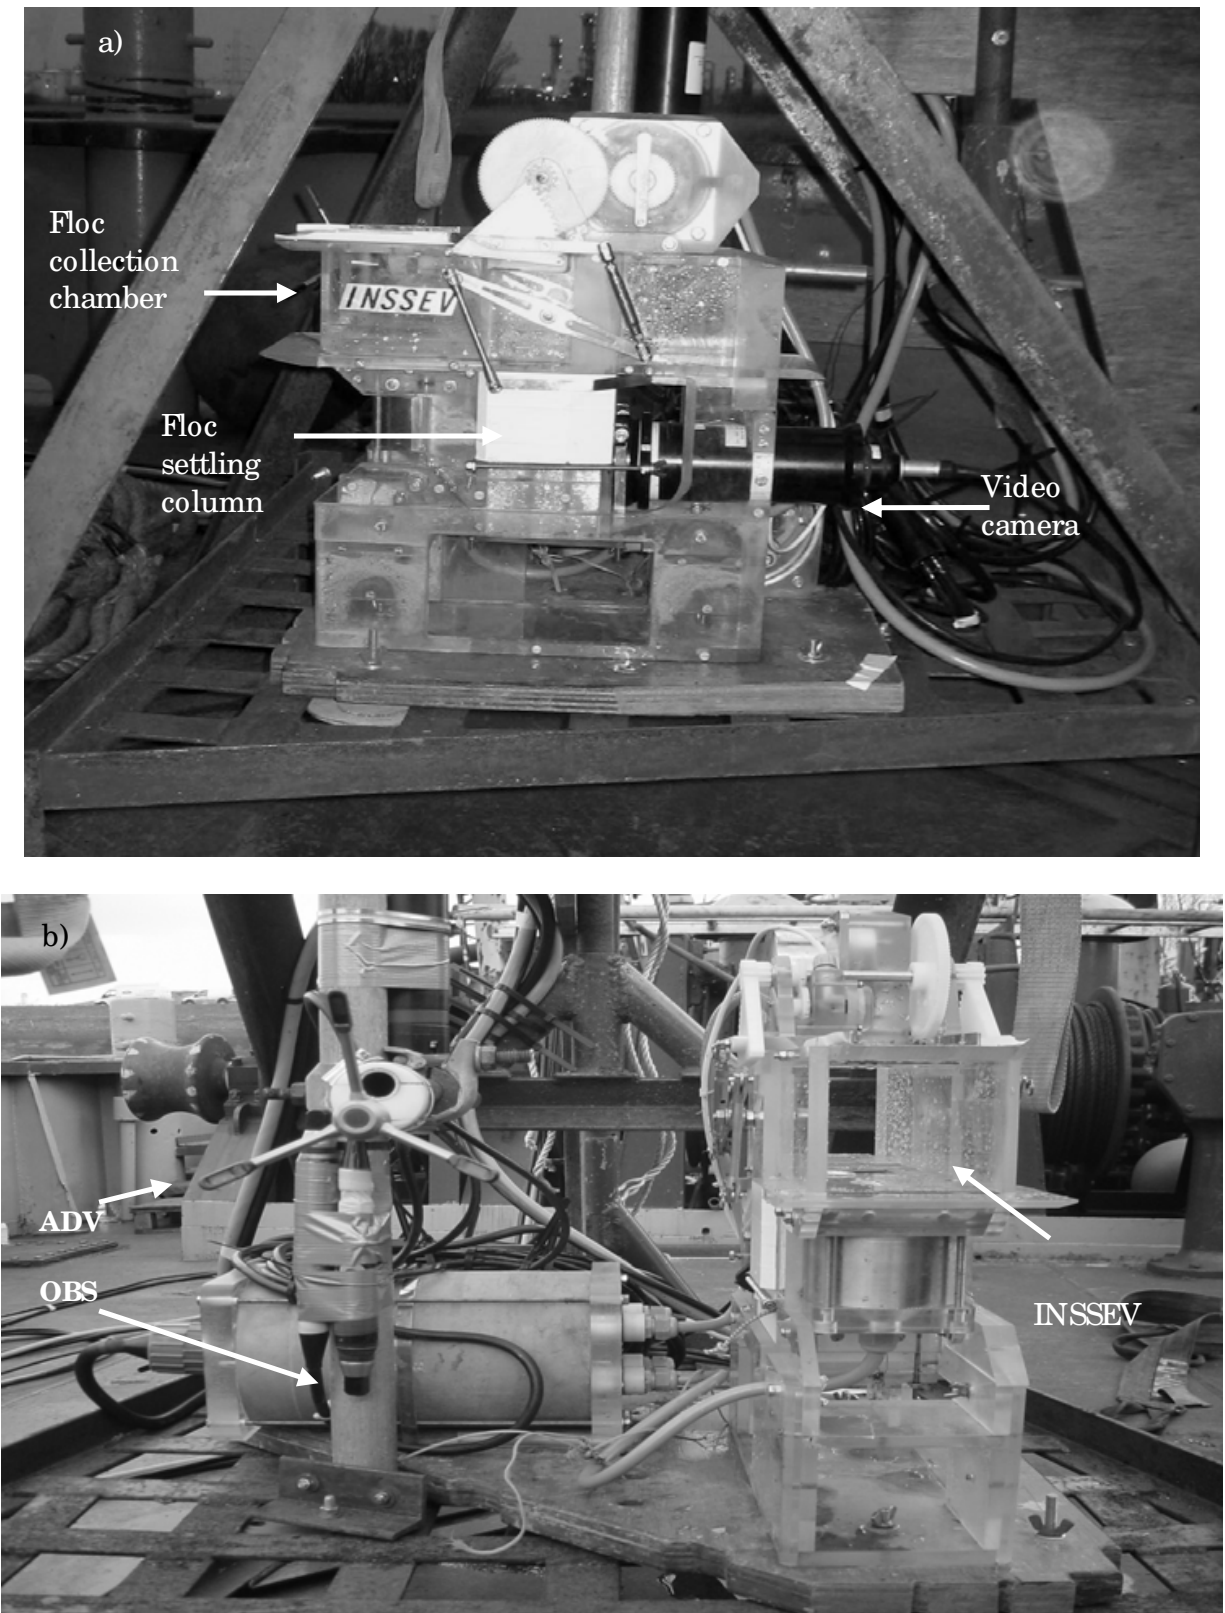 a)
Floc
collection
chamber
INSSEV
Floc
settling
column
Video
camera
b)
ADV
OBS
INSSEV